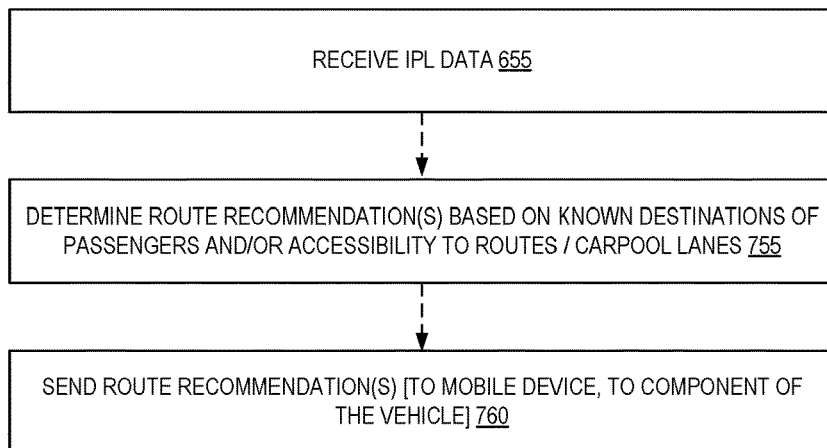 RECEIVE IPL DATA 655
DETERMINE ROUTE RECOMMENDATION(S) BASED ON KNOWN DESTINATIONS OF
PASSENGERS AND/OR ACCESSIBILITY TO ROUTES / CARPOOL LANES 755
SEND ROUTE RECOMMENDATION(S) [TO MOBILE DEVICE, TO COMPONENT OF
THE VEHICLE] 760